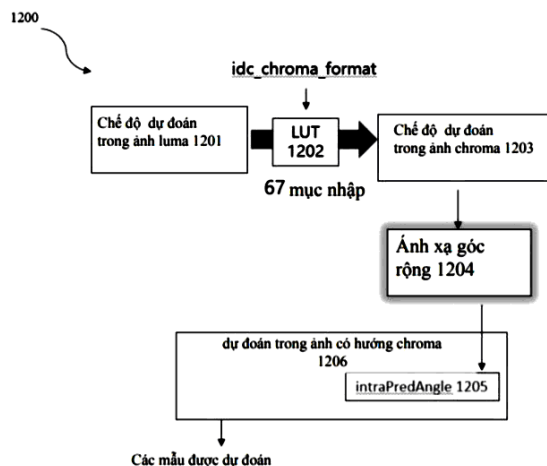 1200
idc_chroma_format
Chế độ dự đoán
trong ảnh luma 1201
LUT
1202
Chế độ dự đoán
trong ảnh chroma 1203
67 mục nhập
Ánh xạ góc
rộng 1204
dự đoán trong ảnh có hướng chroma
1206
intraPredAngle 1205
Các mẫu được dự đoán